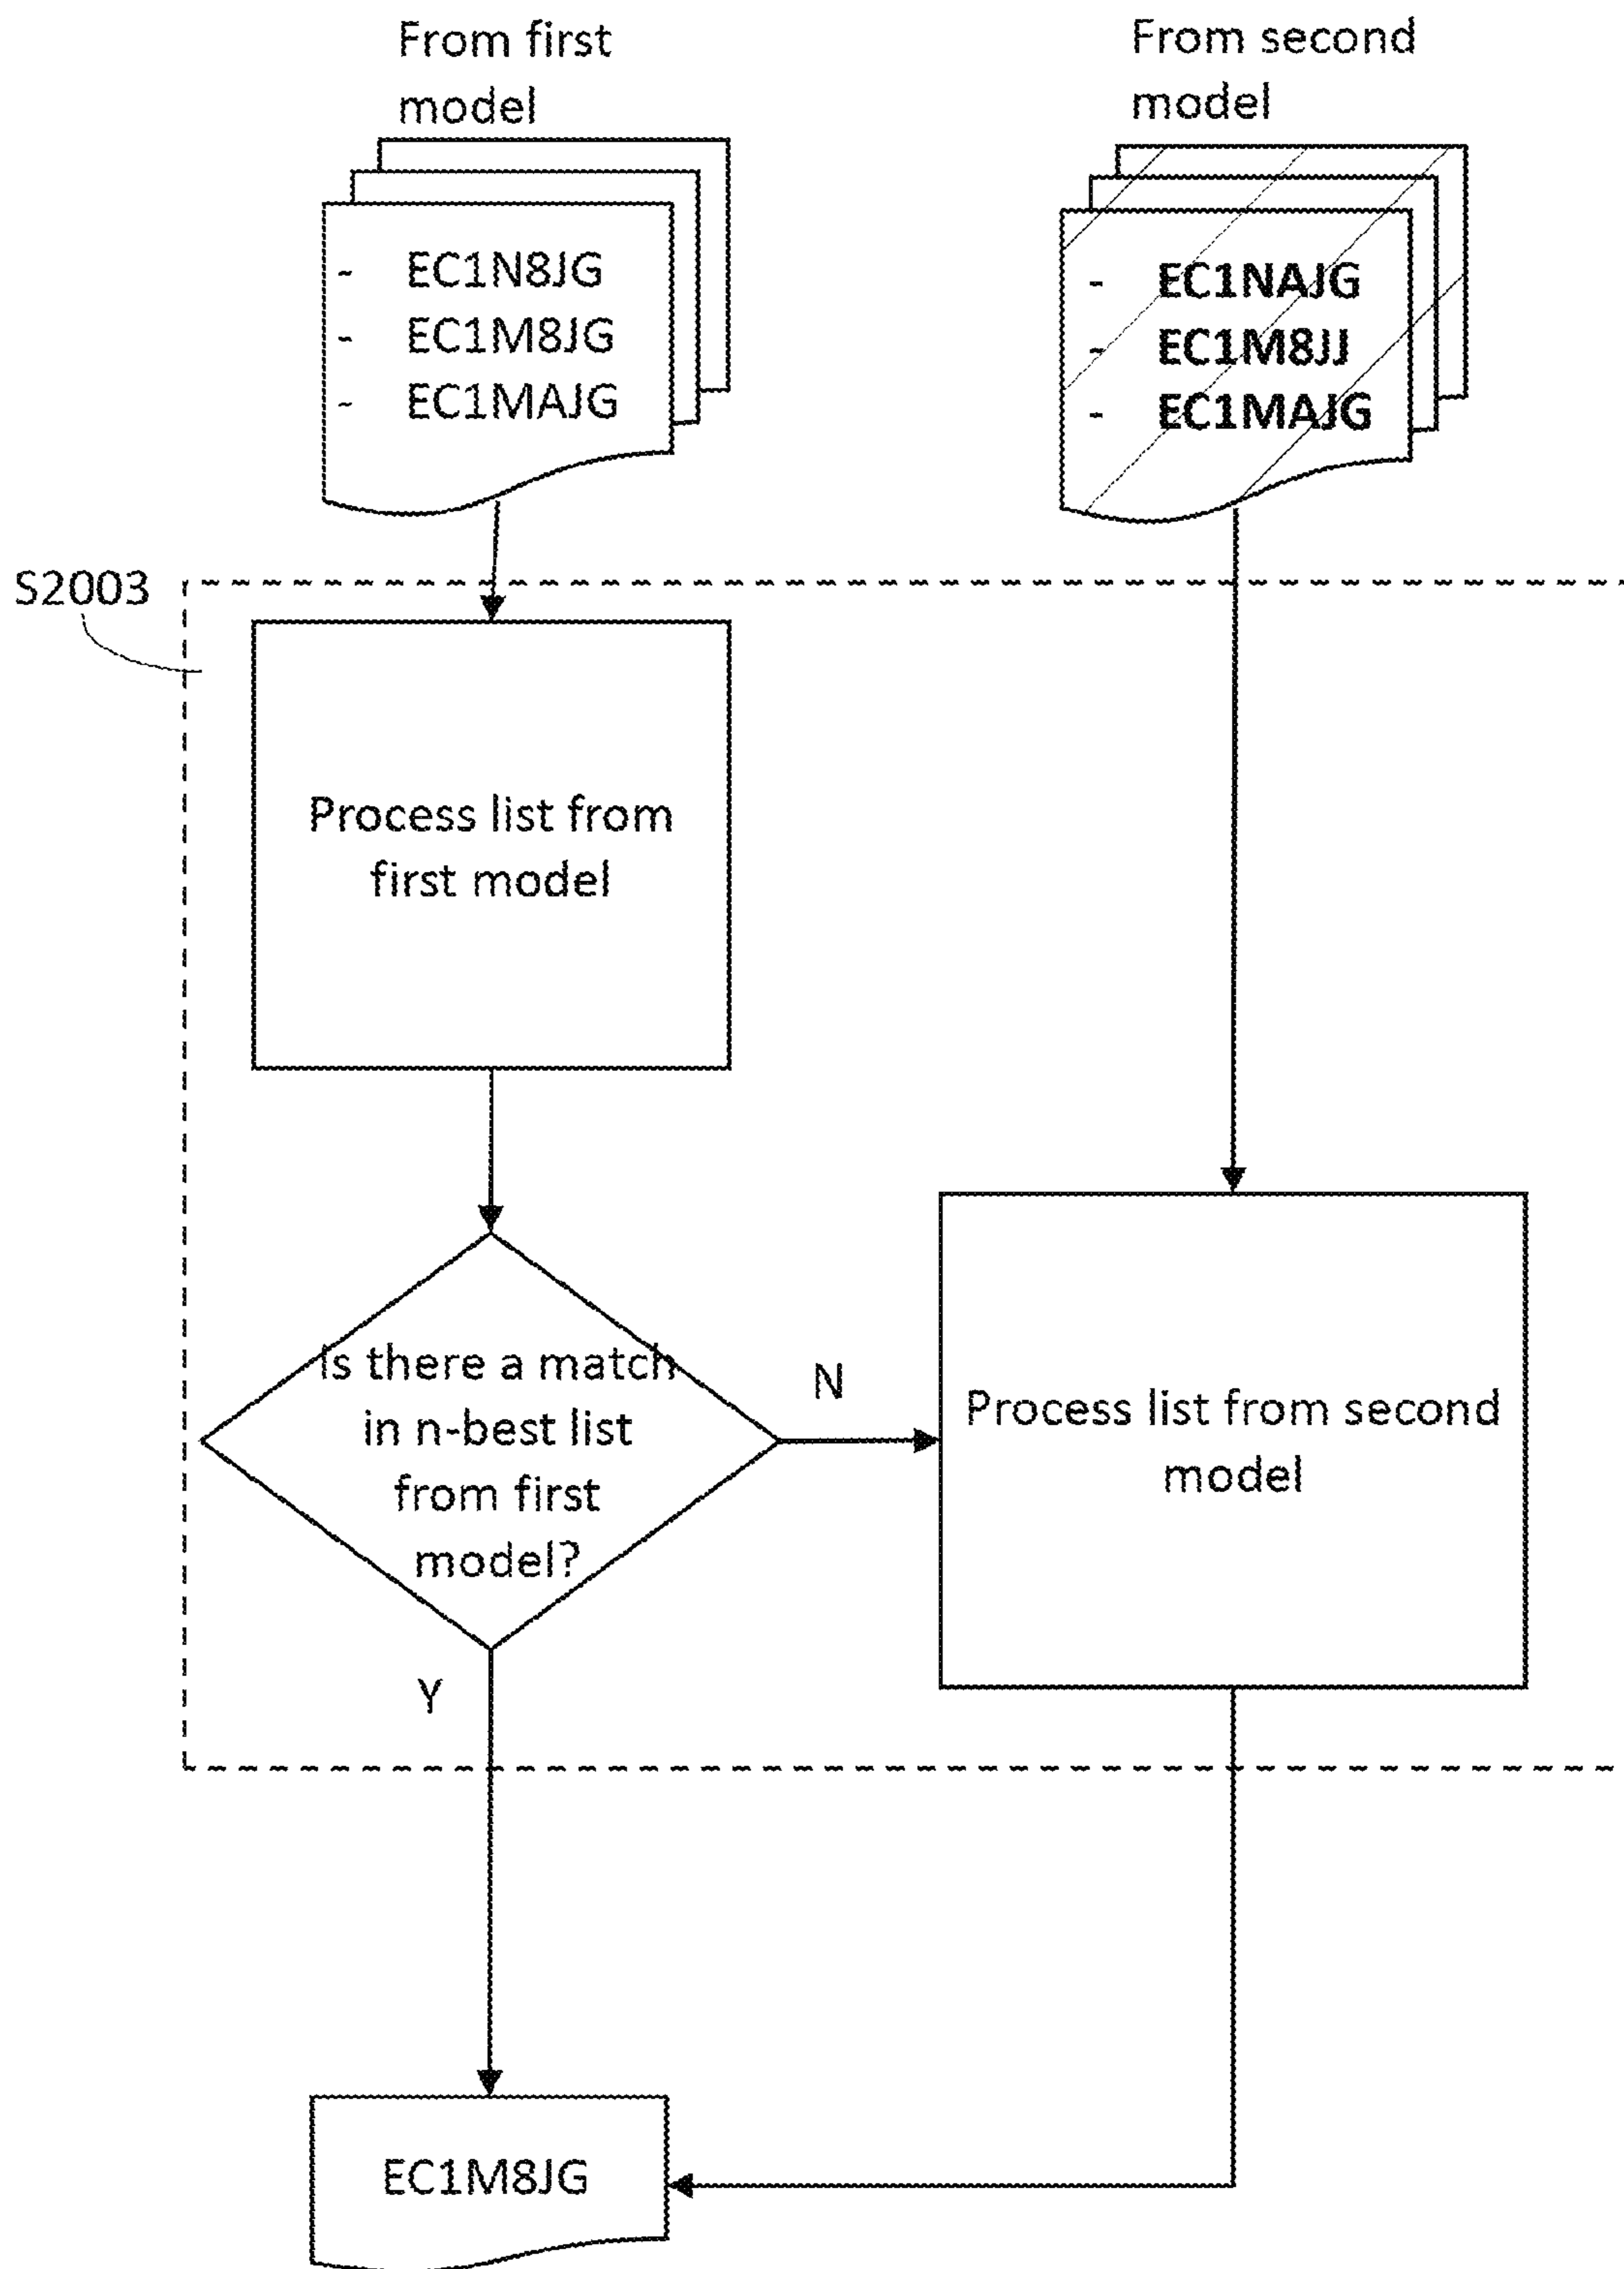 From first
model
From second
model
- EC1N8JG
- EC1M8JG
- EC1MAJG
- EC1NAJG
- EC1M8JJ
- EC1MAJG
S2003
Process list from
first model
Is there a match
in n-best list
from first
model?
N
Process list from second
model
Y
EC1M8JG